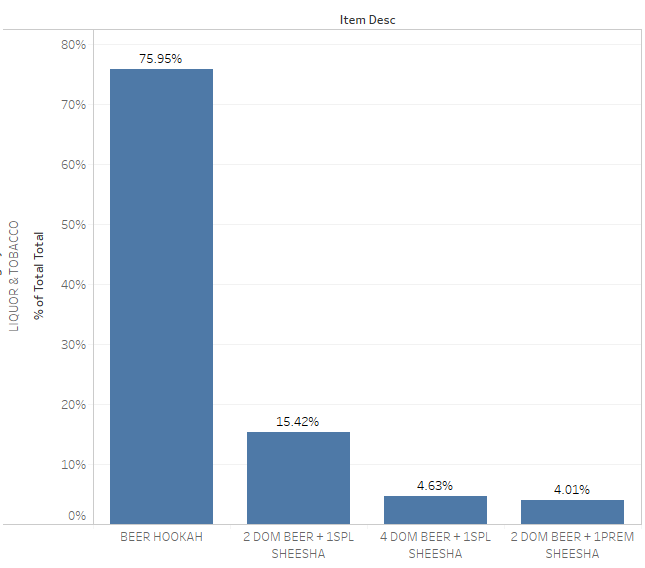 Item Desc
LIQUOR & TOBACCO
% of Total Total
80%
70%
60%
50%
40%
30%
20%
10%
0%
75.95%
15.42%
4.63%
4.01%
BEER HOOKAH
2 DOM BEER + 1SPL
SHEESHA
4 DOM BEER + 1SPL
SHEESHA
2 DOM BEER + 1PREM
SHEESHA